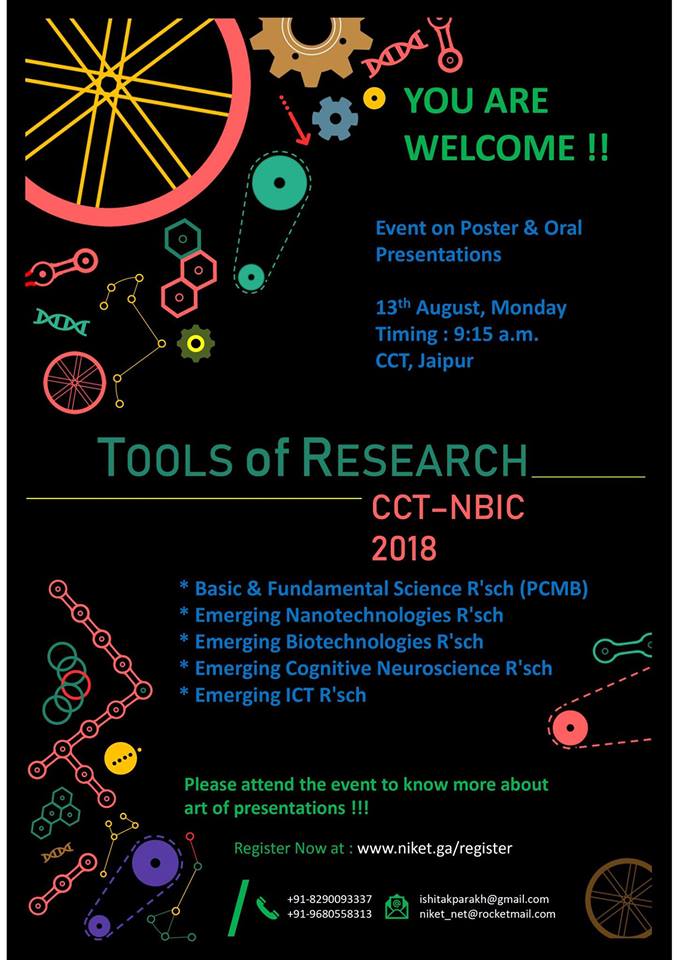 YOU ARE
WELCOME !!
Event on Poster & Oral
Presentations
13th August, Monday
Timing : 9:15 a.m.
CCT, Jaipur
TOOLS of RESEARCH
CCT-NBIC
2018
* Basic & Fundamental Science R'sch (PCMB)
* Emerging Nanotechnologies R'sch
* Emerging Biotechnologies R'sch
* Emerging Cognitive Neuroscience R'sch
* Emerging ICT R'sch
Please attend the event to know more about
art of presentations !!!
Register Now at : www.niket.ga/register
+91-8290093337
+91-9680558313
ishitakparakh@gmail.com
niket_net@rocketmail.com